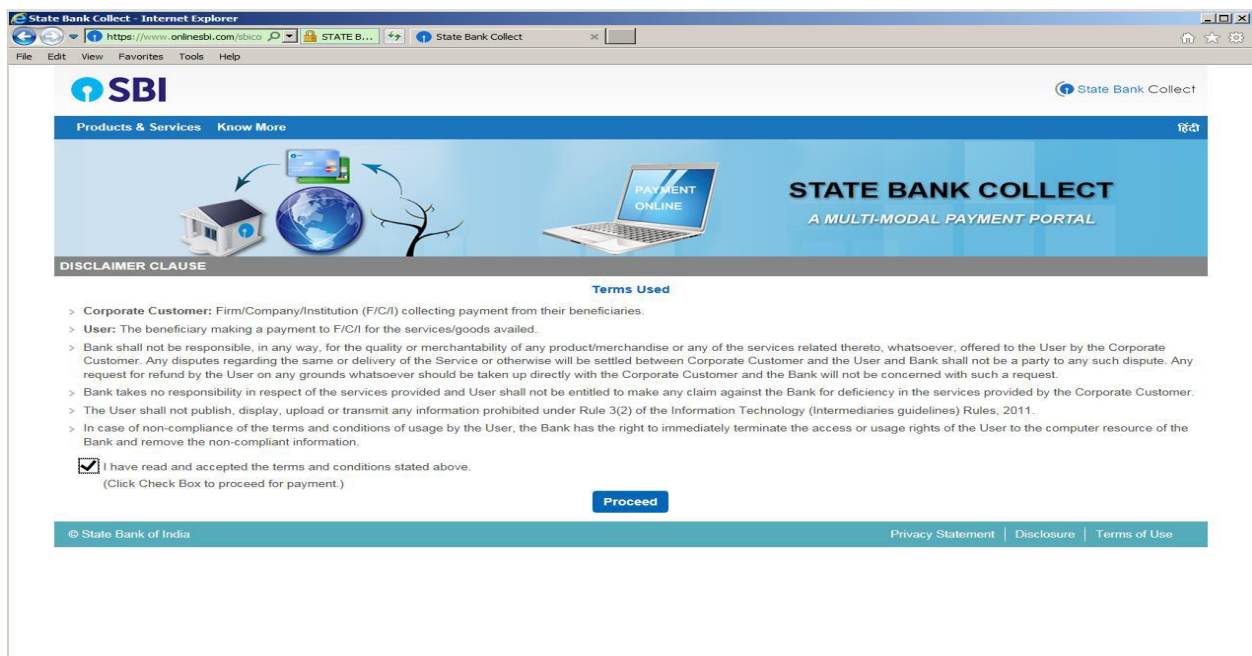 State Bank Collect - Internet Explorer
https://www.onlinesbi.com/sbico STATE B... State Bank Collect
File Edit View Favorites Tools Help
SBI State Bank Collect
Products & Services Know More हिंदी
PAYMENT
ONLINE
STATE BANK COLLECT
A MULTI-MODAL PAYMENT PORTAL
DISCLAIMER CLAUSE
Terms Used
Corporate Customer: Firm/Company/Institution (F/C/I) collecting payment from their beneficiaries.
User: The beneficiary making a payment to F/C/I for the services/goods availed.
Bank shall not be responsible, in any way, for the quality or merchantability of any product/merchandise or any of the services related thereto, whatsoever, offered to the User by the Corporate
Customer. Any disputes regarding the same or delivery of the Service or otherwise will be settled between Corporate Customer and the User and Bank shall not be a party to any such dispute. Any
request for refund by the User on any grounds whatsoever should be taken up directly with the Corporate Customer and the Bank will not be concerned with such a request.
Bank takes no responsibility in respect of the services provided and User shall not be entitled to make any claim against the Bank for deficiency in the services provided by the Corporate Customer.
The User shall not publish, display, upload or transmit any information prohibited under Rule 3(2) of the Information Technology (Intermediaries guidelines) Rules, 2011.
In case of non-compliance of the terms and conditions of usage by the User, the Bank has the right to immediately terminate the access or usage rights of the User to the computer resource of the
Bank and remove the non-compliant information.
I have read and accepted the terms and conditions stated above.
(Click Check Box to proceed for payment.)
Proceed
© State Bank of India Privacy Statement | Disclosure | Terms of Use